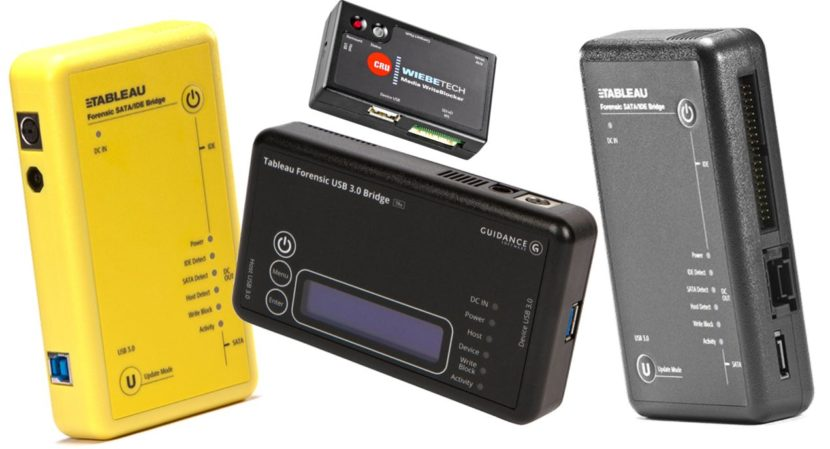 TABLEAU
Forensic SATA/IDE Bridge
DC IN
IDE
Power
IDE Detect
SATA Detect
DC OUT
Host Detect
Write Block
Activity
SATA
USB 3.0
U
Update Mode
CRU
WIEBETECH
Media WriteBlocker
Device USB
Status
Tableau Forensic USB 3.0 Bridge
GUIDANCE G
SOFTWARE
Host USB 3.0
Menu
Enter
DC IN
Power
Host
Device
Write Block
Activity
Device USB 3.0
TABLEAU
Forensic SATA/IDE Bridge
DC IN
IDE
Power
IDE Detect
SATA Detect
DC OUT
Host Detect
Write Block
Activity
SATA
USB 3.0
U
Update Mode